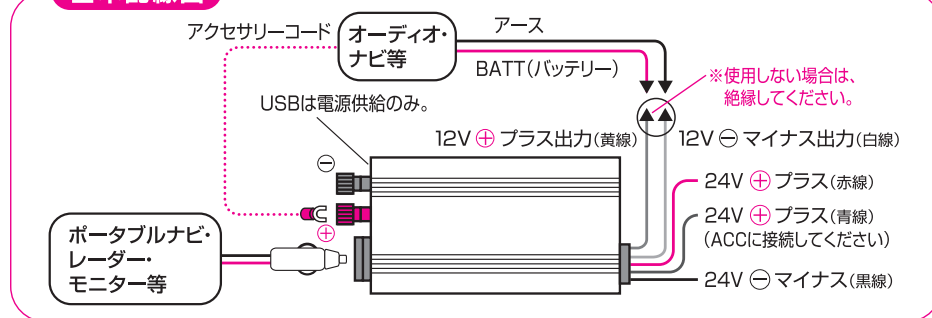 アクセサリーコード
オーディオ・
ナビ等
アース
BATT(バッテリー)
※使用しない場合は、
絶縁してください。
USBは電源供給のみ。
12V ⊕ プラス出力(黄線)
12V ⊖ マイナス出力(白線)
⊖
⊕
24V ⊕ プラス(赤線)
24V ⊕ プラス(青線)
(ACCに接続してください)
24V ⊖ マイナス(黒線)
ポータブルナビ・
レーダー・
モニター等